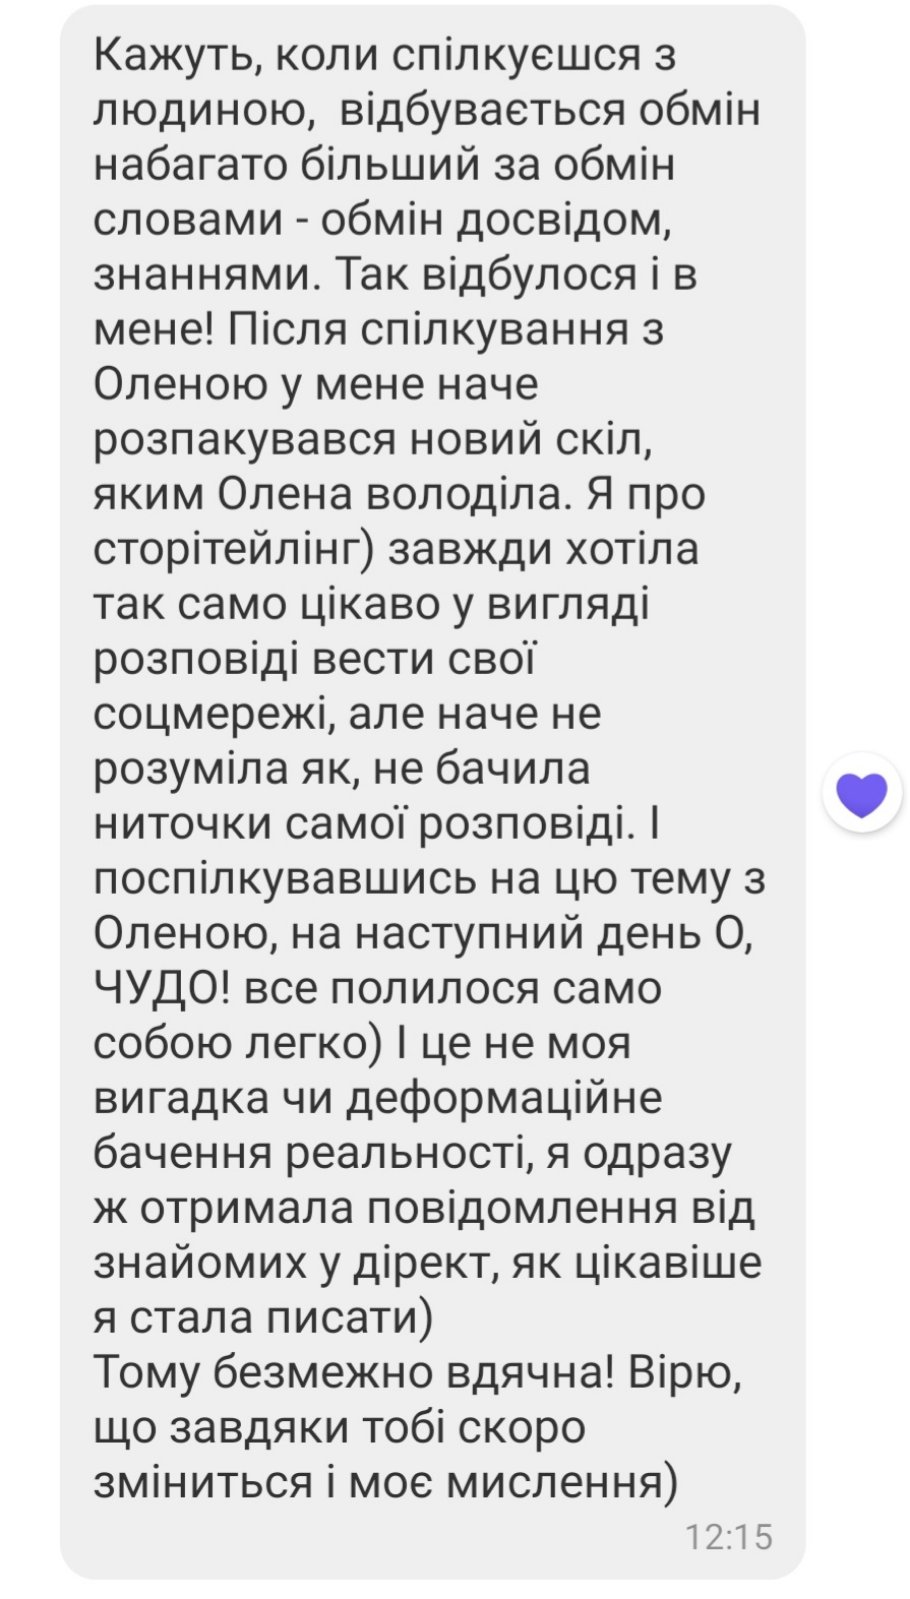 Кажуть, коли спілкуєшся з
людиною,  відбувається обмін
набагато більший за обмін
словами - обмін досвідом,
знаннями. Так відбулося і в
мене! Після спілкування з
Оленою у мене наче
розпакувався новий скіл,
яким Олена володіла. Я про
сторітейлінг) завжди хотіла
так само цікаво у вигляді
розповіді вести свої
соцмережі, але наче не
розуміла як, не бачила
ниточки самої розповіді. І
поспілкувавшись на цю тему з
Оленою, на наступний день О,
ЧУДО! все полилося само
собою легко) І це не моя
вигадка чи деформаційне
бачення реальності, я одразу
ж отримала повідомлення від
знайомих у дірект, як цікавіше
я стала писати)
Тому безмежно вдячна! Вірю,
що завдяки тобі скоро
зміниться і моє мислення)
12:15